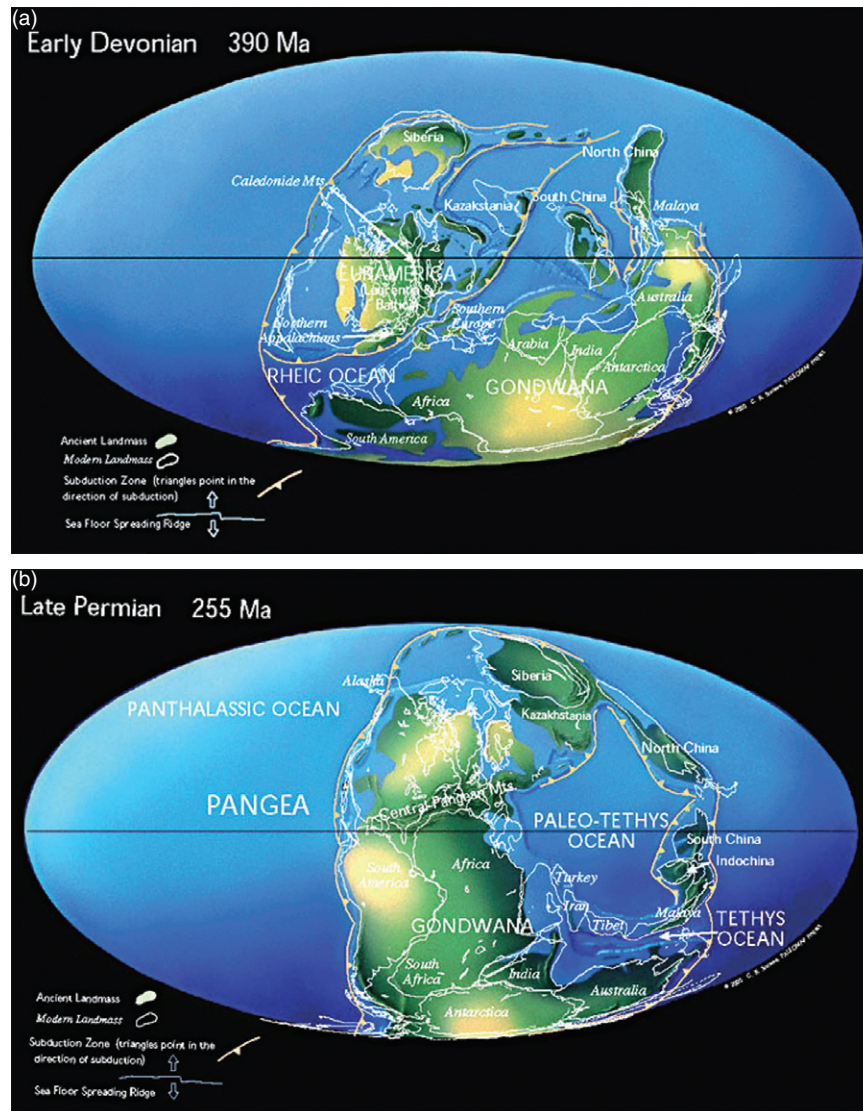 (a)
Early Devonian 390 Ma
Siberia
North China
Caledonide Mts.
Kazakstania
South China
Malaya
EURAMERICA
(Laurentia &
Baltica)
Australia
Northern
Appalachians
Southern
Europe
Arabia
India
Antarctica
RHEIC OCEAN
GONDWANA
Africa
South America
Ancient Landmass
Modern Landmass
Subduction Zone (triangles point in the
direction of subduction)
Sea Floor Spreading Ridge
(b)
Late Permian 255 Ma
Siberia
Alaska
PANTHALASSIC OCEAN
Kazakhstania
North China
PANGEA
Central Pangean Mts.
PALEO-TETHYS
OCEAN
South China
Indochina
South
America
Africa
Turkey
Iran
Tibet
Malaya
GONDWANA
TETHYS
OCEAN
South
Africa
India
Australia
Antarctica
Ancient Landmass
Modern Landmass
Subduction Zone (triangles point in the
direction of subduction)
Sea Floor Spreading Ridge